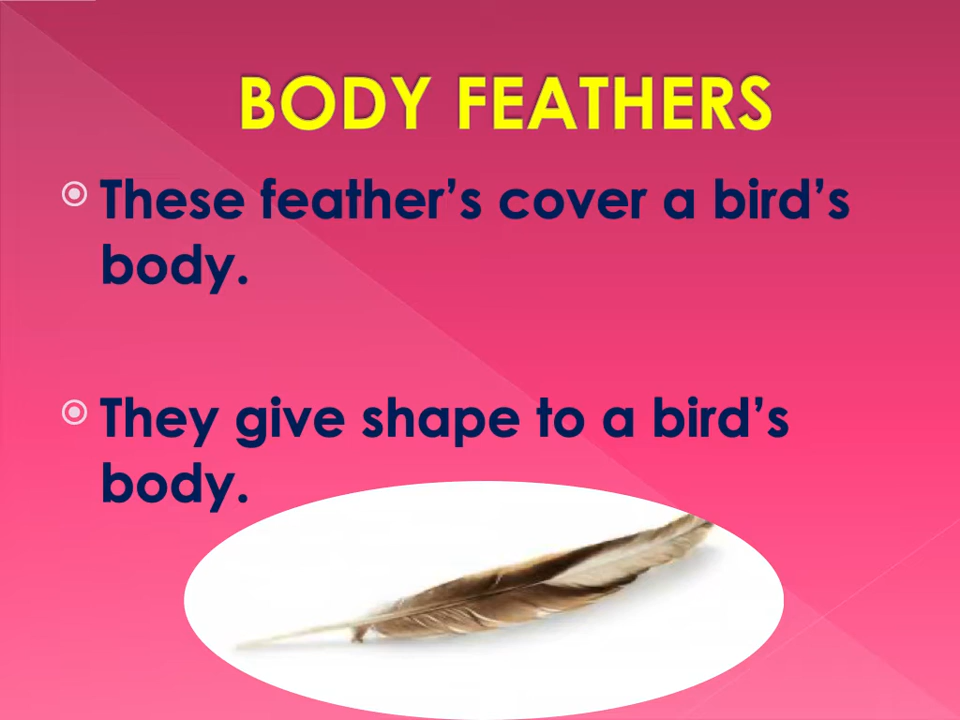 BODY FEATHERS
These feather’s cover a bird’s
body.
They give shape to a bird’s
body.